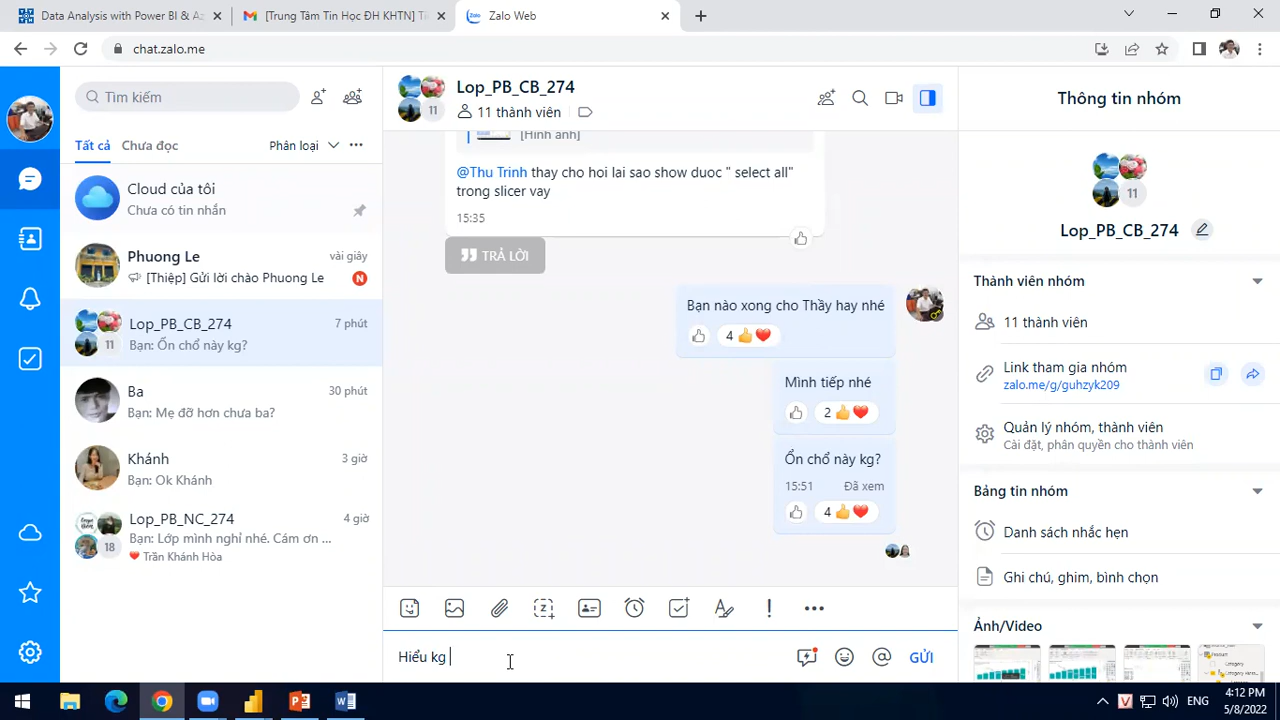 Data Analysis with Power BI & Az
[Trung Tâm Tin Học ĐH KHTN] Ti
Zalo Web
chat.zalo.me
Tìm kiếm
Tất cả
Chưa đọc
Phân loại
Cloud của tôi
Chưa có tin nhắn
Phuong Le
vài giây
[Thiệp] Gửi lời chào Phuong Le
N
Lop_PB_CB_274
7 phút
11
Bạn: Ổn chổ này kg?
Ba
30 phút
Bạn: Mẹ đỡ hơn chưa ba?
Khánh
3 giờ
Bạn: Ok Khánh
Lop_PB_NC_274
4 giờ
18
Bạn: Lớp mình nghỉ nhé. Cám ơn ...
Trần Khánh Hòa
Lop_PB_CB_274
11
11 thành viên
[Hình ảnh]
@Thu Trinh thay cho hoi lai sao show duoc " select all"
trong slicer vay
15:35
TRẢ LỜI
Bạn nào xong cho Thầy hay nhé
4
Mình tiếp nhé
2
Ổn chổ này kg?
15:51 Đã xem
4
Hiểu kg
GỬI
Thông tin nhóm
11
Lop_PB_CB_274
Thành viên nhóm
11 thành viên
Link tham gia nhóm
zalo.me/g/guhzyk209
Quản lý nhóm, thành viên
Cài đặt, phân quyền cho thành viên
Bảng tin nhóm
Danh sách nhắc hẹn
Ghi chú, ghim, bình chọn
Ảnh/Video
ENG
4:12 PM
5/8/2022